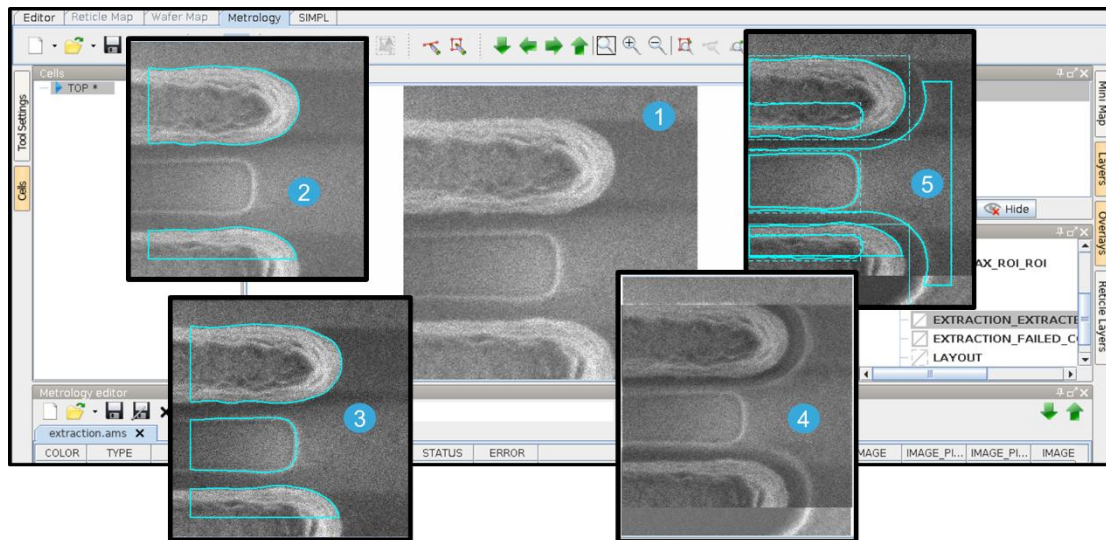 Editor Reticle Map Wafer Map Metrology SIMPL
Cells
TOP *
Tool Settings
Cells
Mini Map
Layers
Overlays
Reticle Layers
1
2
3
4
5
Hide
AX_ROI_ROI
EXTRACTION_EXTRACTE
EXTRACTION_FAILED_C
LAYOUT
Metrology editor
extraction.ams X
COLOR TYPE STATUS ERROR MAGE IMAGE_PI... IMAGE_PI... IMAGE